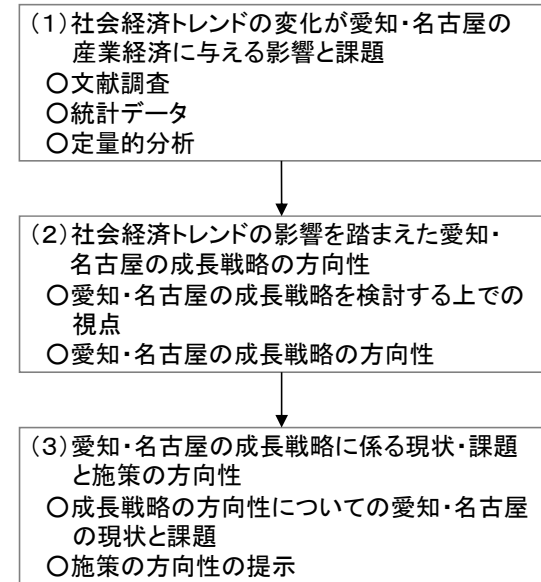 （１）社会経済トレンドの変化が愛知・名古屋の
産業経済に与える影響と課題
○文献調査
○統計データ
○定量的分析
（２）社会経済トレンドの影響を踏まえた愛知・
名古屋の成長戦略の方向性
○愛知・名古屋の成長戦略を検討する上での
視点
○愛知・名古屋の成長戦略の方向性
（３）愛知・名古屋の成長戦略に係る現状・課題
と施策の方向性
○成長戦略の方向性についての愛知・名古屋
の現状と課題
○施策の方向性の提示